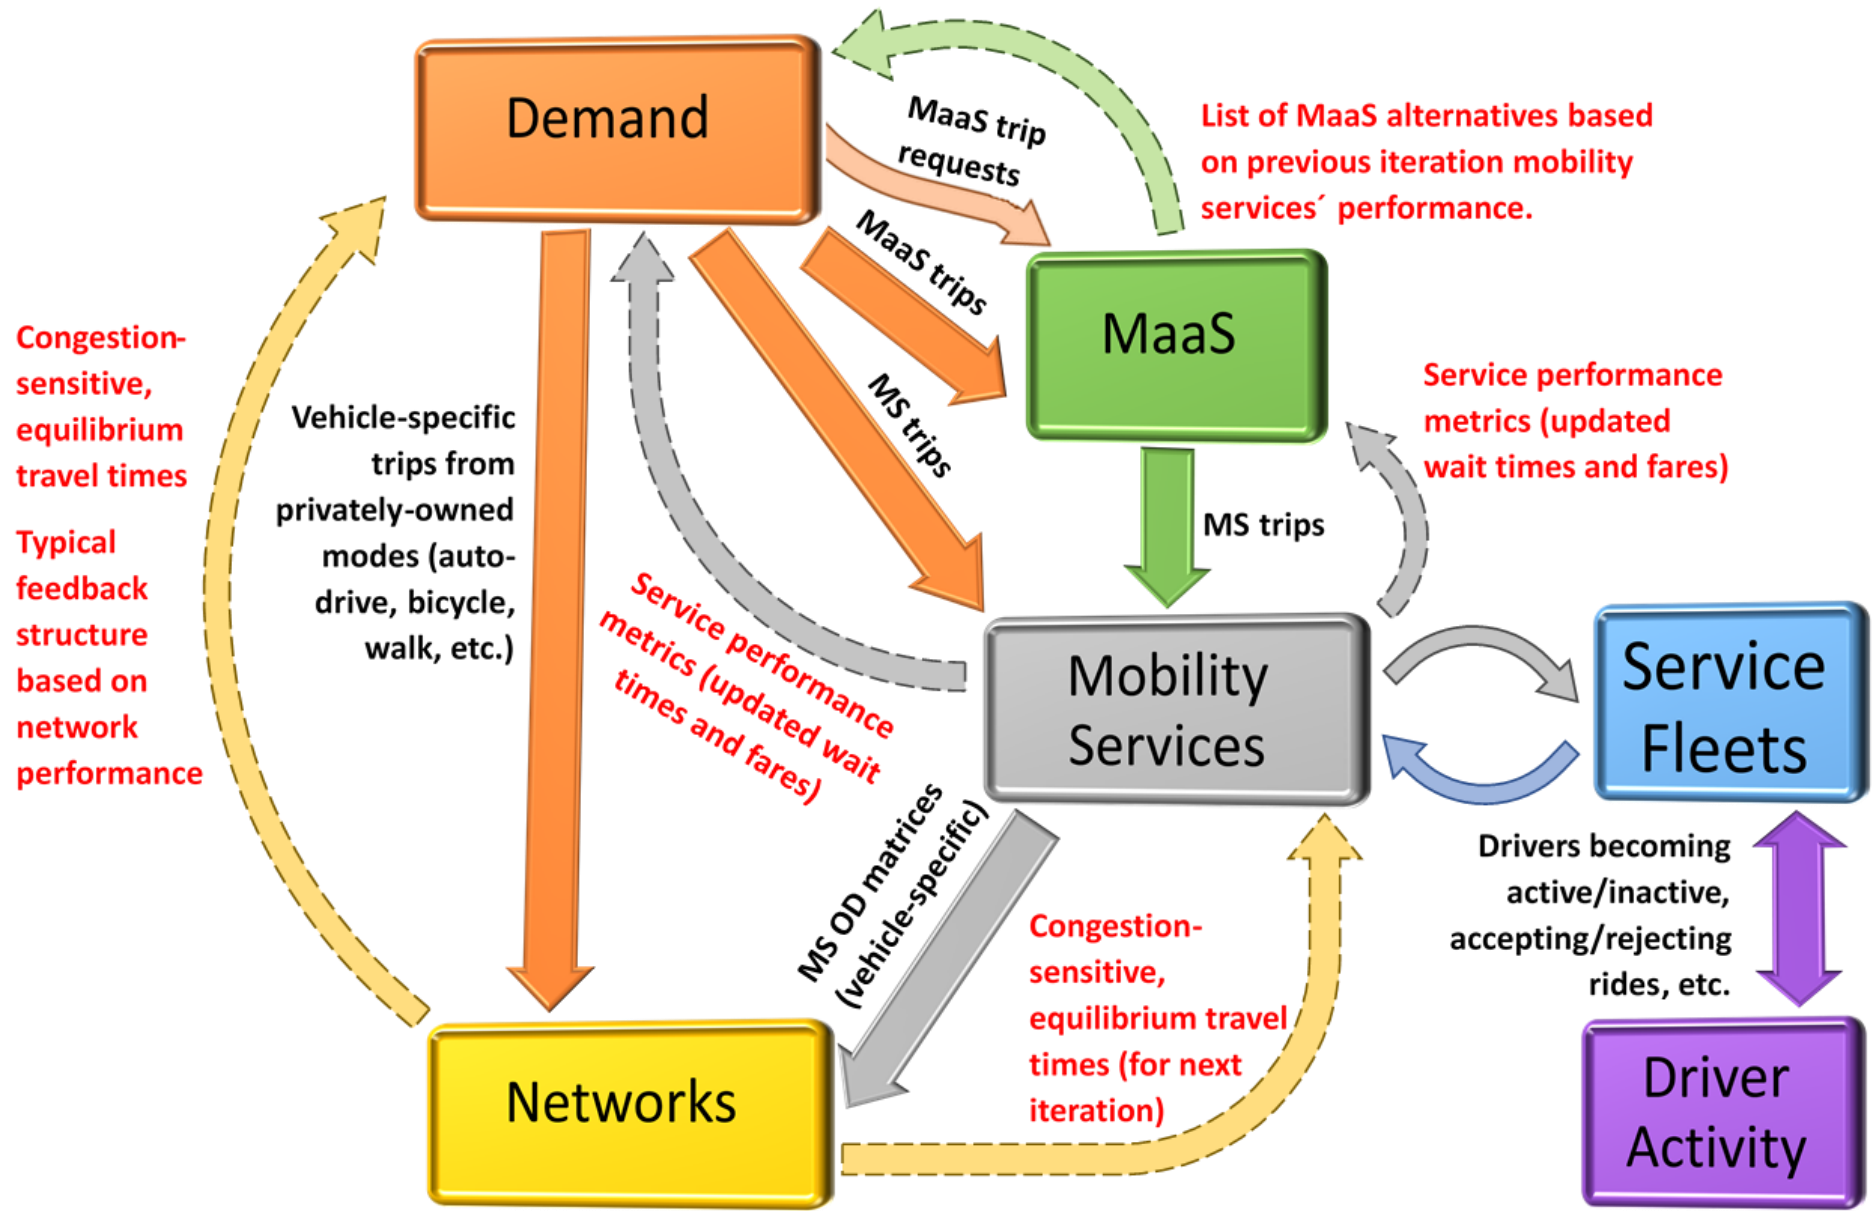 Demand
MaaS trip
requests
List of MaaS alternatives based
on previous iteration mobility
services´ performance.
MaaS trips
MaaS
MS trips
Service performance
metrics (updated
wait times and fares)
Congestion-
sensitive,
equilibrium
travel times
Typical
feedback
structure
based on
network
performance
Vehicle-specific
trips from
privately-owned
modes (auto-
drive, bicycle,
walk, etc.)
MS trips
Service performance
metrics (updated wait
times and fares)
Mobility
Services
Service
Fleets
MS OD matrices
(vehicle-specific)
Drivers becoming
active/inactive,
accepting/rejecting
rides, etc.
Congestion-
sensitive,
equilibrium travel
times (for next
iteration)
Networks
Driver
Activity